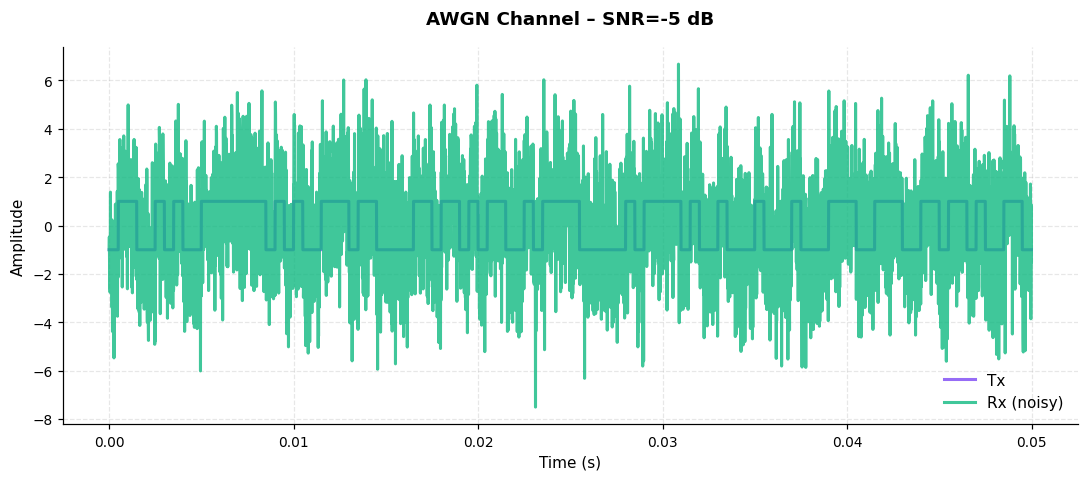 AWGN Channel – SNR=-5 dB
Amplitude
6
4
2
0
−2
−4
−6
−8
Tx
Rx (noisy)
0.00
0.01
0.02
0.03
0.04
0.05
Time (s)